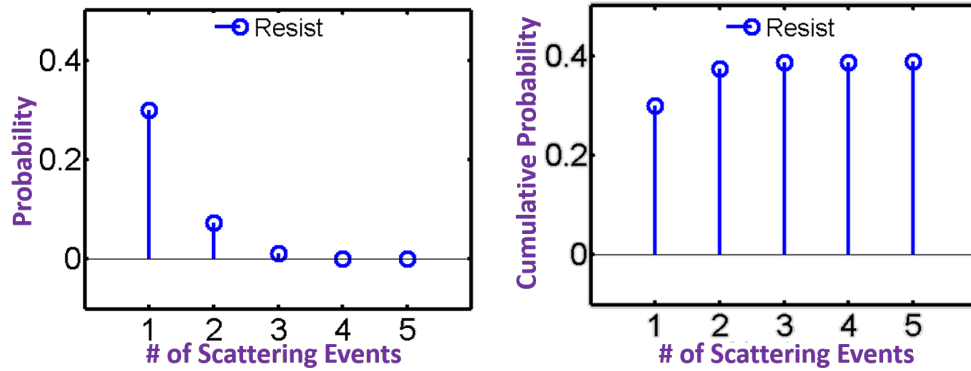 Resist
0.4
0.2
0
Probability
1 2 3 4 5
# of Scattering Events
Resist
0.4
0.2
0
Cumulative Probability
1 2 3 4 5
# of Scattering Events